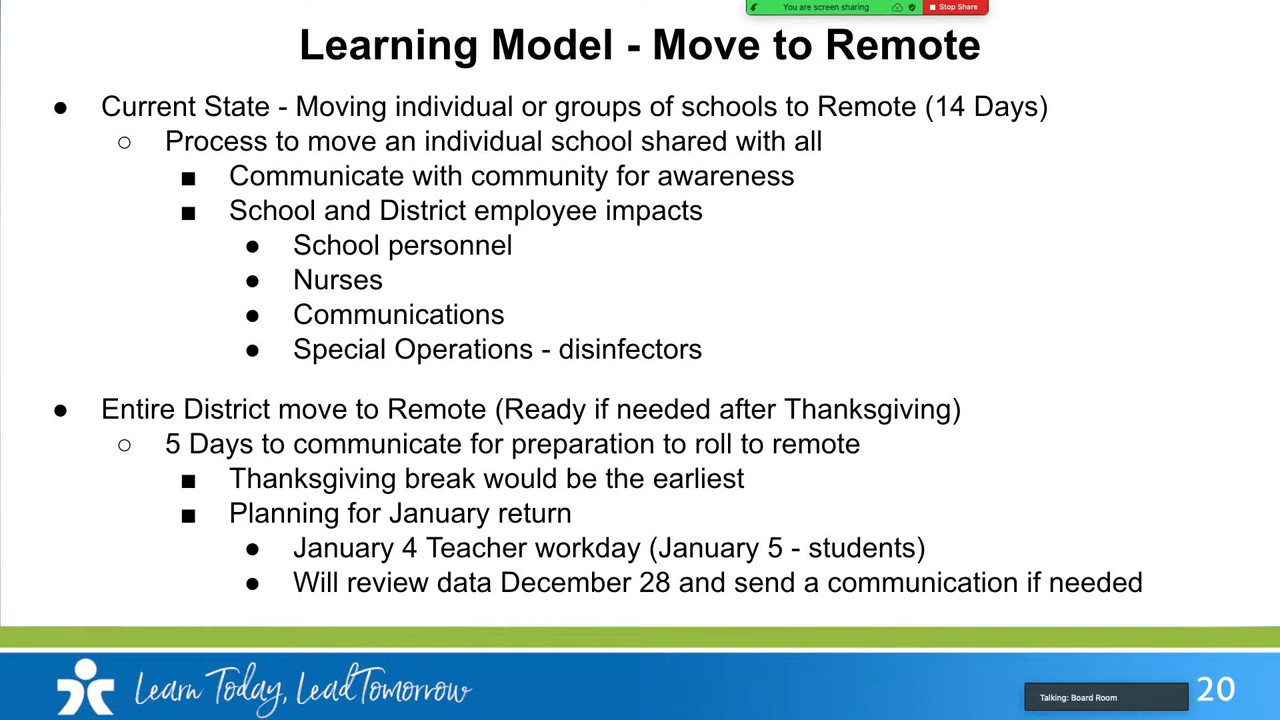 You are screen sharing
Stop Share
Learning Model - Move to Remote
● Current State - Moving individual or groups of schools to Remote (14 Days)
○ Process to move an individual school shared with all
■ Communicate with community for awareness
■ School and District employee impacts
● School personnel
● Nurses
● Communications
● Special Operations - disinfectors
● Entire District move to Remote (Ready if needed after Thanksgiving)
○ 5 Days to communicate for preparation to roll to remote
■ Thanksgiving break would be the earliest
■ Planning for January return
● January 4 Teacher workday (January 5 - students)
● Will review data December 28 and send a communication if needed
Learn Today, Lead Tomorrow
Talking: Board Room
20